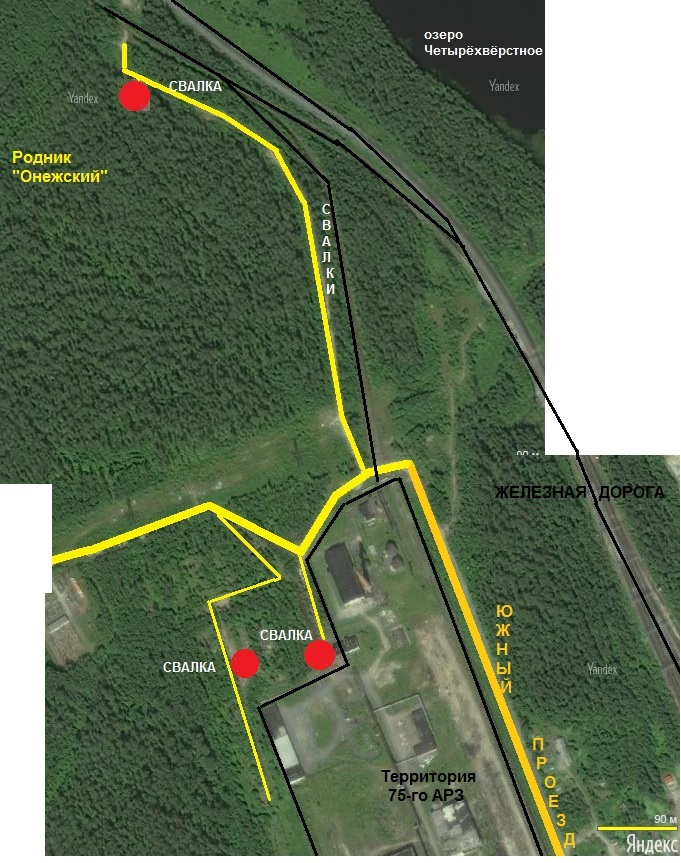 озеро
Четырёхвёрстное
Yandex
СВАЛКА
Yandex
Родник
"Онежский"
СВАЛКИ
90 м
ЖЕЛЕЗНАЯ ДОРОГА
ЮЖНЫЙ
ПРОЕЗД
СВАЛКА
СВАЛКА
Yandex
Территория
75-го АРЗ
90 м
Яндекс